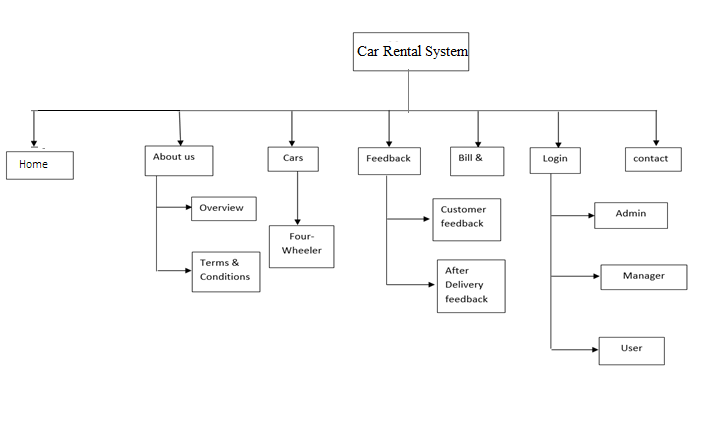 Car Rental System
Home
About us
Cars
Feedback
Bill &
Login
contact
Overview
Terms &
Conditions
Four-
Wheeler
Customer
feedback
After
Delivery
feedback
Admin
Manager
User